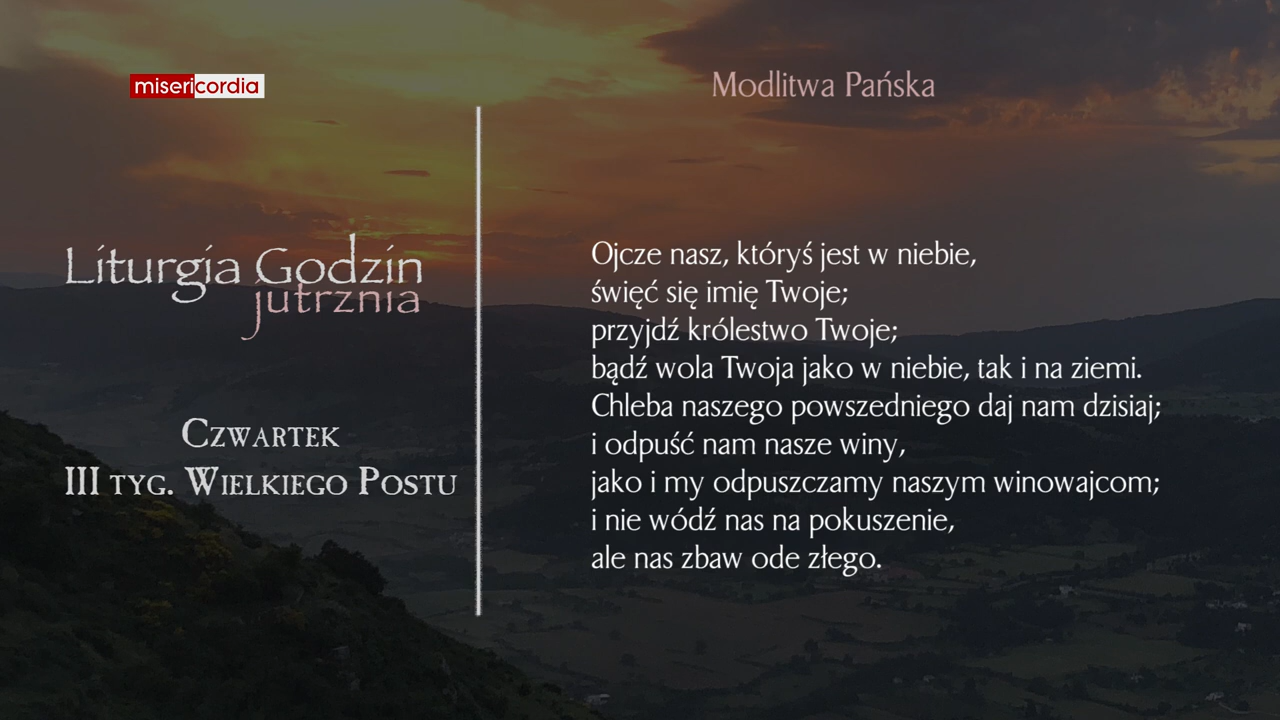 misericordia
Liturgia Godzin
jutrznia
Czwartek
III tyg. Wielkiego Postu
Modlitwa Pańska
Ojcze nasz, któryś jest w niebie,
święć się imię Twoje;
przyjdź królestwo Twoje;
bądź wola Twoja jako w niebie, tak i na ziemi.
Chleba naszego powszedniego daj nam dzisiaj;
i odpuść nam nasze winy,
jako i my odpuszczamy naszym winowajcom;
i nie wódź nas na pokuszenie,
ale nas zbaw ode złego.